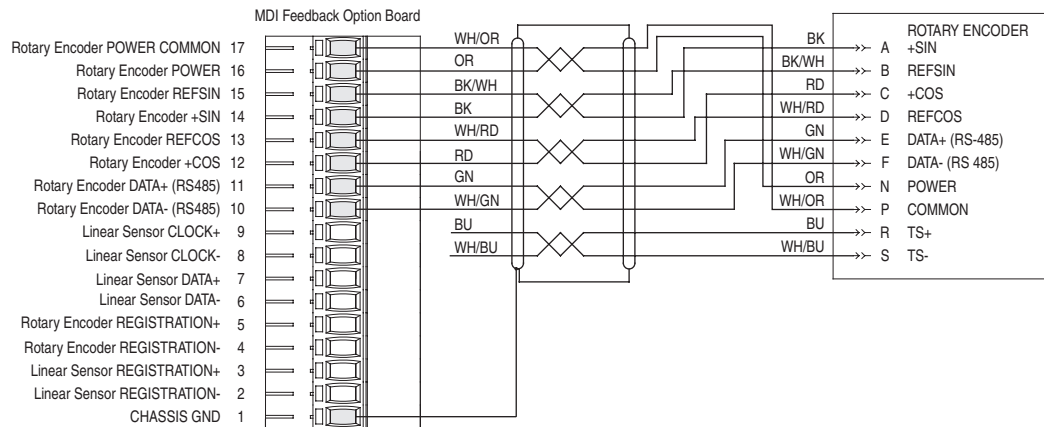 MDI Feedback Option Board
Rotary Encoder POWER COMMON 17
Rotary Encoder POWER 16
Rotary Encoder REFSIN 15
Rotary Encoder +SIN 14
Rotary Encoder REFCOS 13
Rotary Encoder +COS 12
Rotary Encoder DATA+ (RS485) 11
Rotary Encoder DATA- (RS485) 10
Linear Sensor CLOCK+ 9
Linear Sensor CLOCK- 8
Linear Sensor DATA+ 7
Linear Sensor DATA- 6
Rotary Encoder REGISTRATION+ 5
Rotary Encoder REGISTRATION- 4
Linear Sensor REGISTRATION+ 3
Linear Sensor REGISTRATION- 2
CHASSIS GND 1
WH/OR
OR
BK/WH
BK
WH/RD
RD
GN
WH/GN
BU
WH/BU
BK
BK/WH
RD
WH/RD
GN
WH/GN
OR
WH/OR
BU
WH/BU
ROTARY ENCODER
A +SIN
B REFSIN
C +COS
D REFCOS
E DATA+ (RS-485)
F DATA- (RS 485)
N POWER
P COMMON
R TS+
S TS-